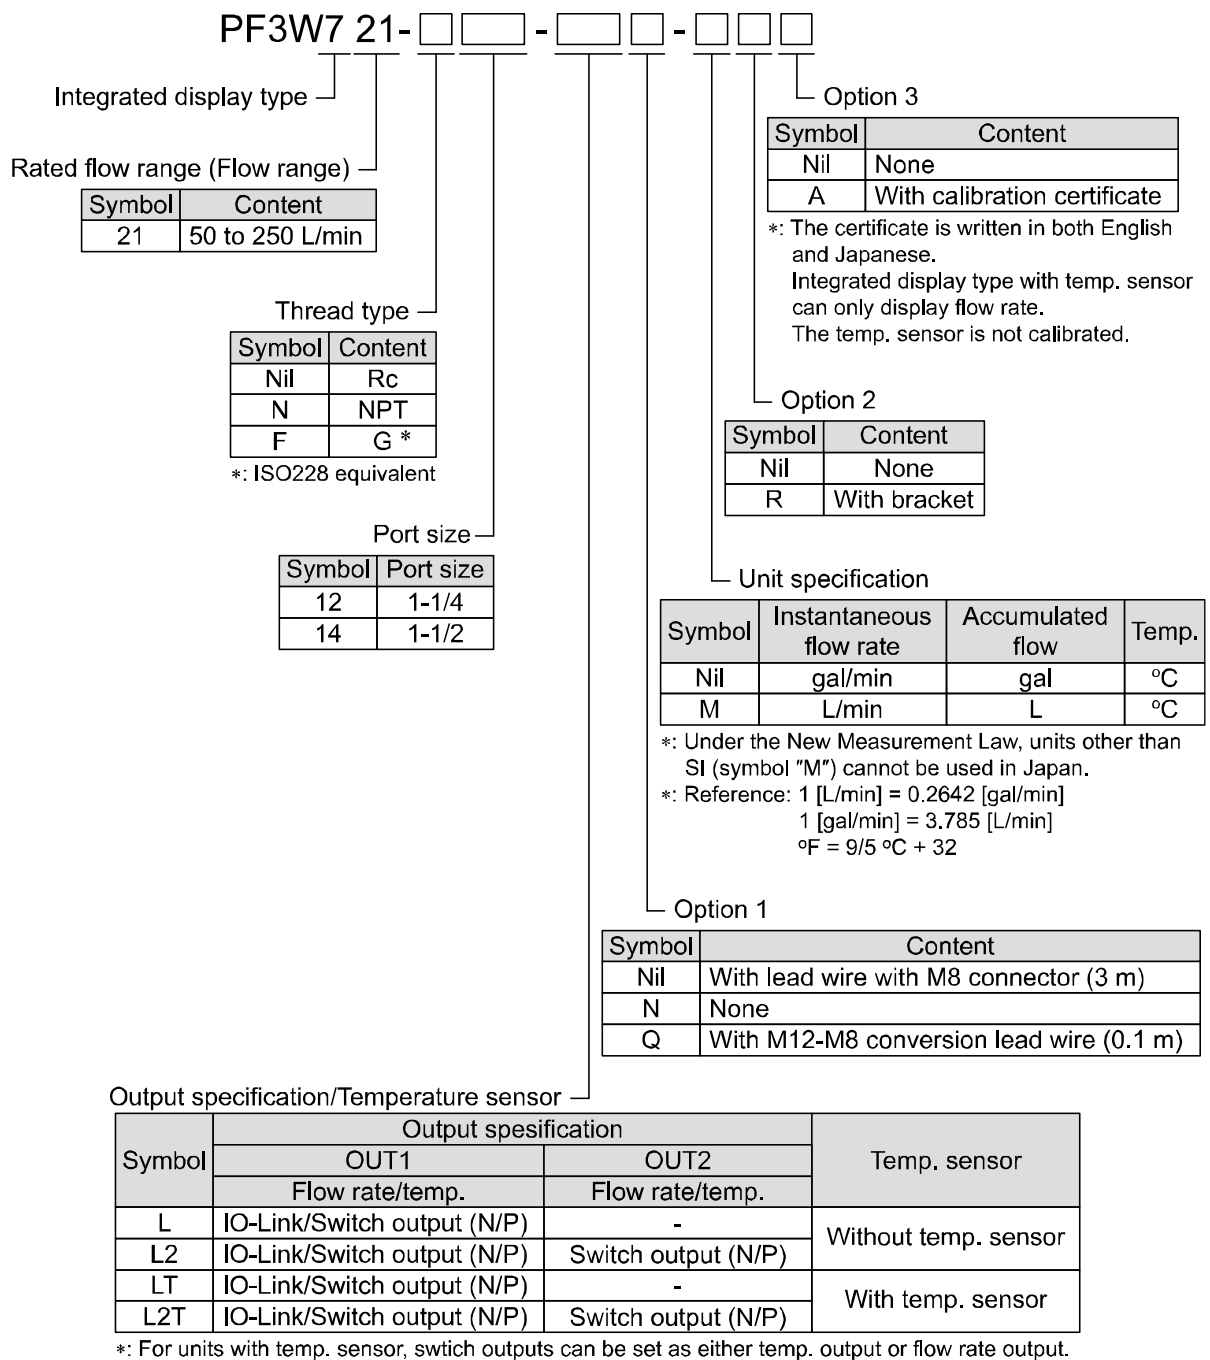 PF3W7 21- □ □ - □ □ - □ □ □
Integrated display type
Rated flow range (Flow range)
Symbol Content
21 50 to 250 L/min
Thread type
Symbol Content
Nil Rc
N NPT
F G *
*: ISO228 equivalent
Port size
Symbol Port size
12 1-1/4
14 1-1/2
Option 3
Symbol Content
Nil None
A With calibration certificate
*: The certificate is written in both English
and Japanese.
Integrated display type with temp. sensor
can only display flow rate.
The temp. sensor is not calibrated.
Option 2
Symbol Content
Nil None
R With bracket
Unit specification
Symbol Instantaneous flow rate Accumulated flow Temp.
Nil gal/min gal ºC
M L/min L ºC
*: Under the New Measurement Law, units other than
SI (symbol "M") cannot be used in Japan.
*: Reference: 1 [L/min] = 0.2642 [gal/min]
1 [gal/min] = 3.785 [L/min]
ºF = 9/5 ºC + 32
Option 1
Symbol Content
Nil With lead wire with M8 connector (3 m)
N None
Q With M12-M8 conversion lead wire (0.1 m)
Output specification/Temperature sensor
Symbol Output spesification Temp. sensor
OUT1 OUT2
Flow rate/temp. Flow rate/temp.
L IO-Link/Switch output (N/P) - Without temp. sensor
L2 IO-Link/Switch output (N/P) Switch output (N/P)
LT IO-Link/Switch output (N/P) - With temp. sensor
L2T IO-Link/Switch output (N/P) Switch output (N/P)
*: For units with temp. sensor, swtich outputs can be set as either temp. output or flow rate output.